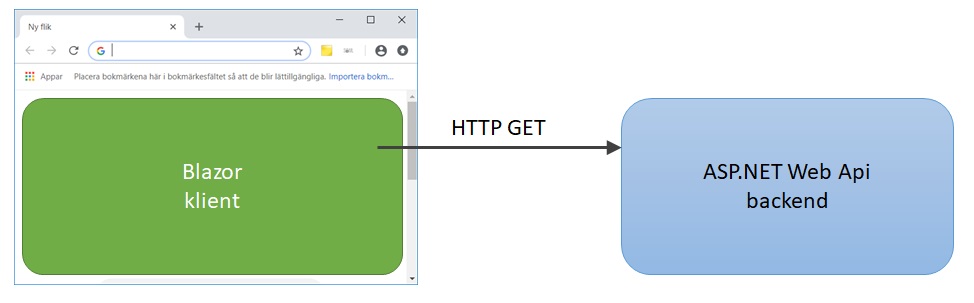 Ny flik
Appar Placera bokmärkena här i bokmärkesfältet så att de blir lättillgängliga. Importera bokm...
HTTP GET
Blazor
klient
ASP.NET Web Api
backend